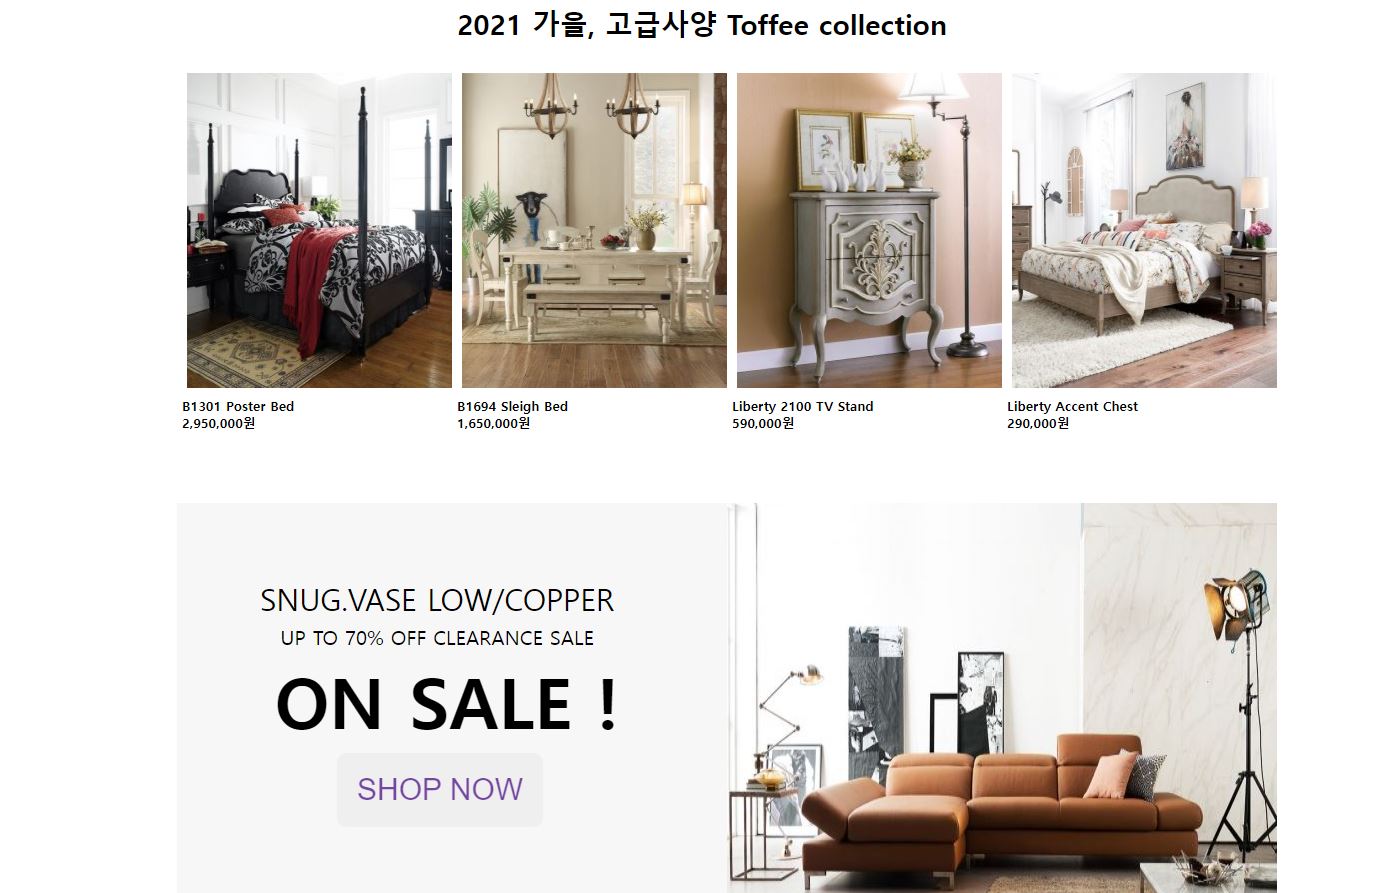 2021 가을, 고급사양 Toffee collection
B1301 Poster Bed
2,950,000원
B1694 Sleigh Bed
1,650,000원
Liberty 2100 TV Stand
590,000원
Liberty Accent Chest
290,000원
SNUG.VASE LOW/COPPER
UP TO 70% OFF CLEARANCE SALE
ON SALE !
SHOP NOW